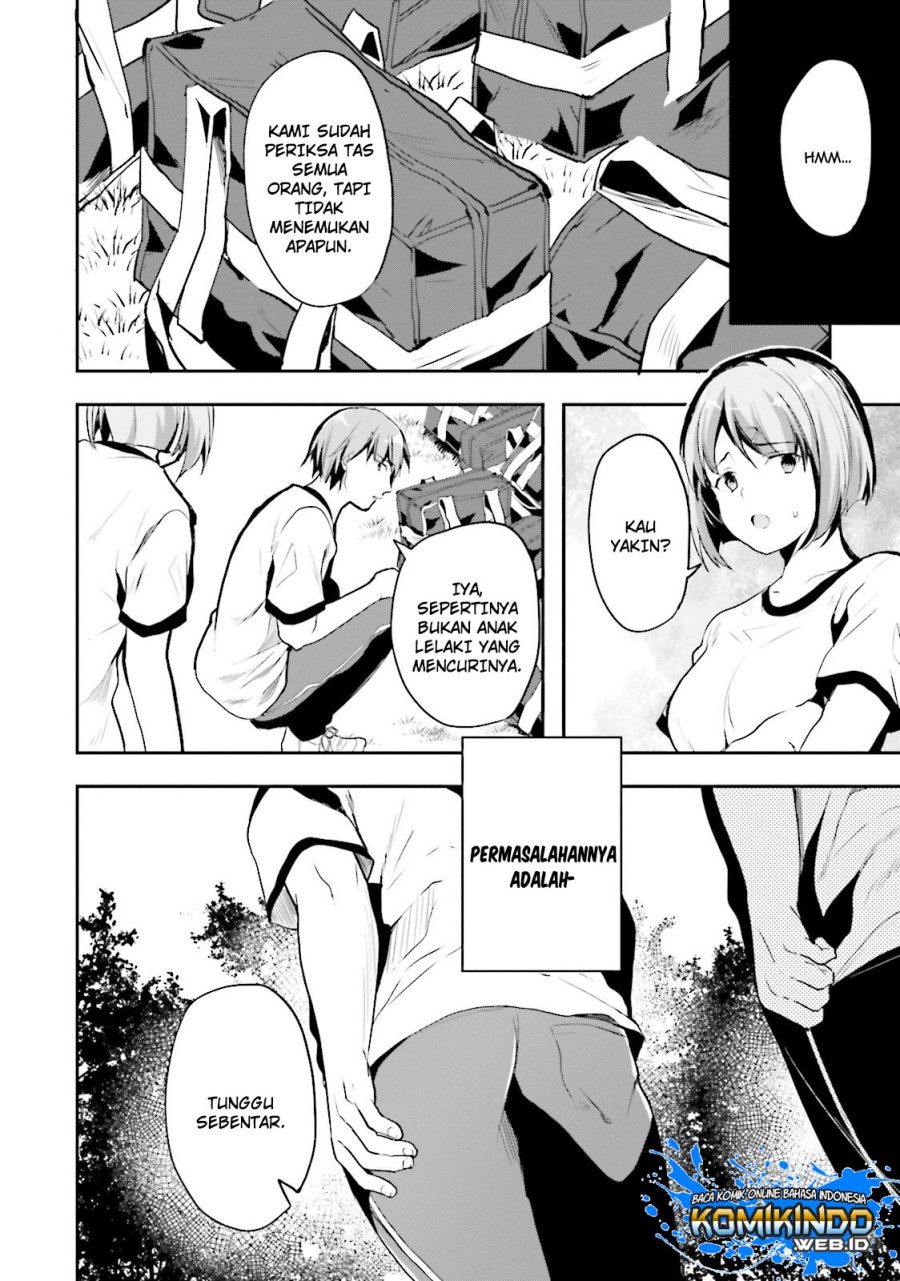 HMM...
KAMI SUDAH
PERIKSA TAS
SEMUA
ORANG, TAPI
TIDAK
MENEMUKAN
APAPUN.
KAU
YAKIN?
IYA,
SEPERTINYA
BUKAN ANAK
LELAKI YANG
MENCURINYA.
PERMASALAHANNYA
ADALAH-
TUNGGU
SEBENTAR.
BACA KOMIK ONLINE BAHASA INDONESIA
KOMIKINDO
WEB.ID